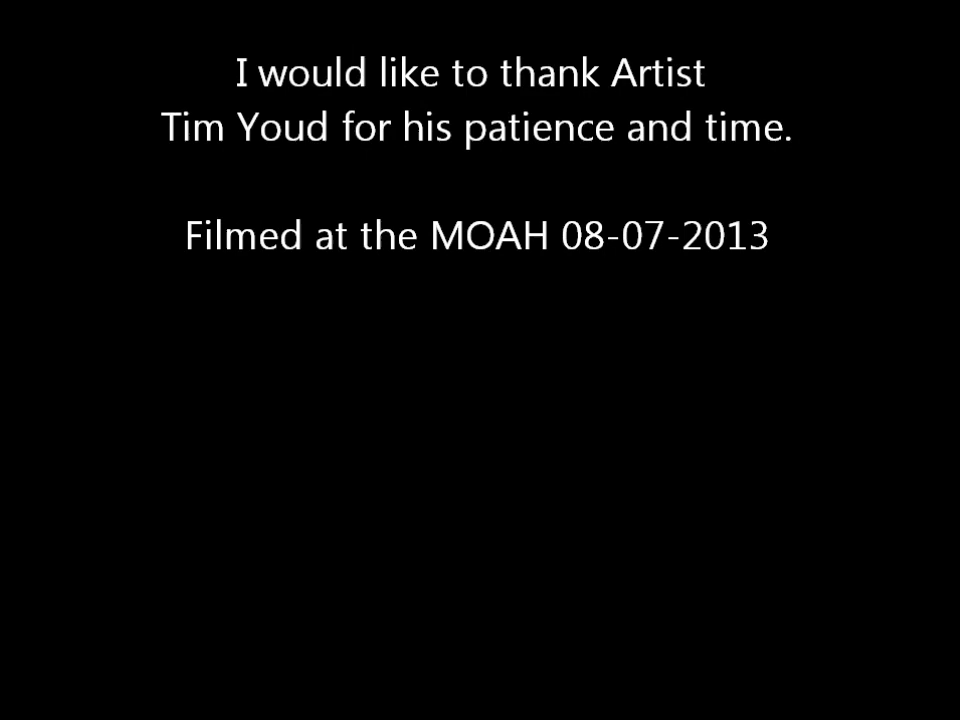 I would like to thank Artist
Tim Youd for his patience and time.
Filmed at the MOAH 08-07-2013